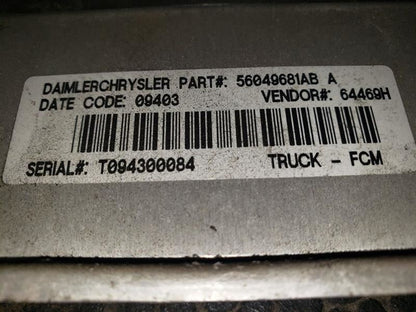 DAIMLERCHRYSLER PART#: 56049681AB A
DATE CODE: 09403 VENDOR#: 64469H
SERIAL#: T094300084 TRUCK - FCM